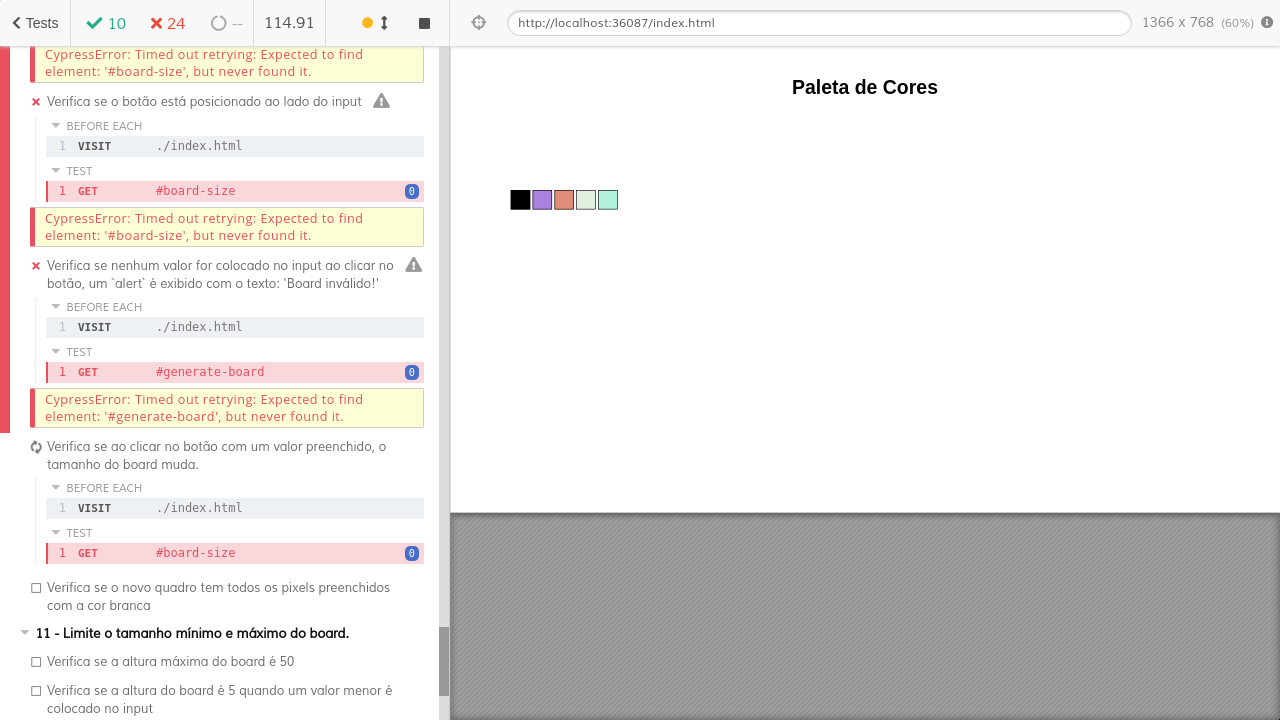 Tests 10 24 -- 114.91 http://localhost:36087/index.html 1366 x 768 (60%)
CypressError: Timed out retrying: Expected to find
element: '#board-size', but never found it.
Verifica se o botão está posicionado ao lado do input
BEFORE EACH
1 VISIT ./index.html
TEST
1 GET #board-size 0
CypressError: Timed out retrying: Expected to find
element: '#board-size', but never found it.
Verifica se nenhum valor for colocado no input ao clicar no
botão, um `alert` é exibido com o texto: 'Board inválido!'
BEFORE EACH
1 VISIT ./index.html
TEST
1 GET #generate-board 0
CypressError: Timed out retrying: Expected to find
element: '#generate-board', but never found it.
Verifica se ao clicar no botão com um valor preenchido, o
tamanho do board muda.
BEFORE EACH
1 VISIT ./index.html
TEST
1 GET #board-size 0
Verifica se o novo quadro tem todos os pixels preenchidos
com a cor branca
11 - Limite o tamanho mínimo e máximo do board.
Verifica se a altura máxima do board é 50
Verifica se a altura do board é 5 quando um valor menor é
colocado no input
Paleta de Cores